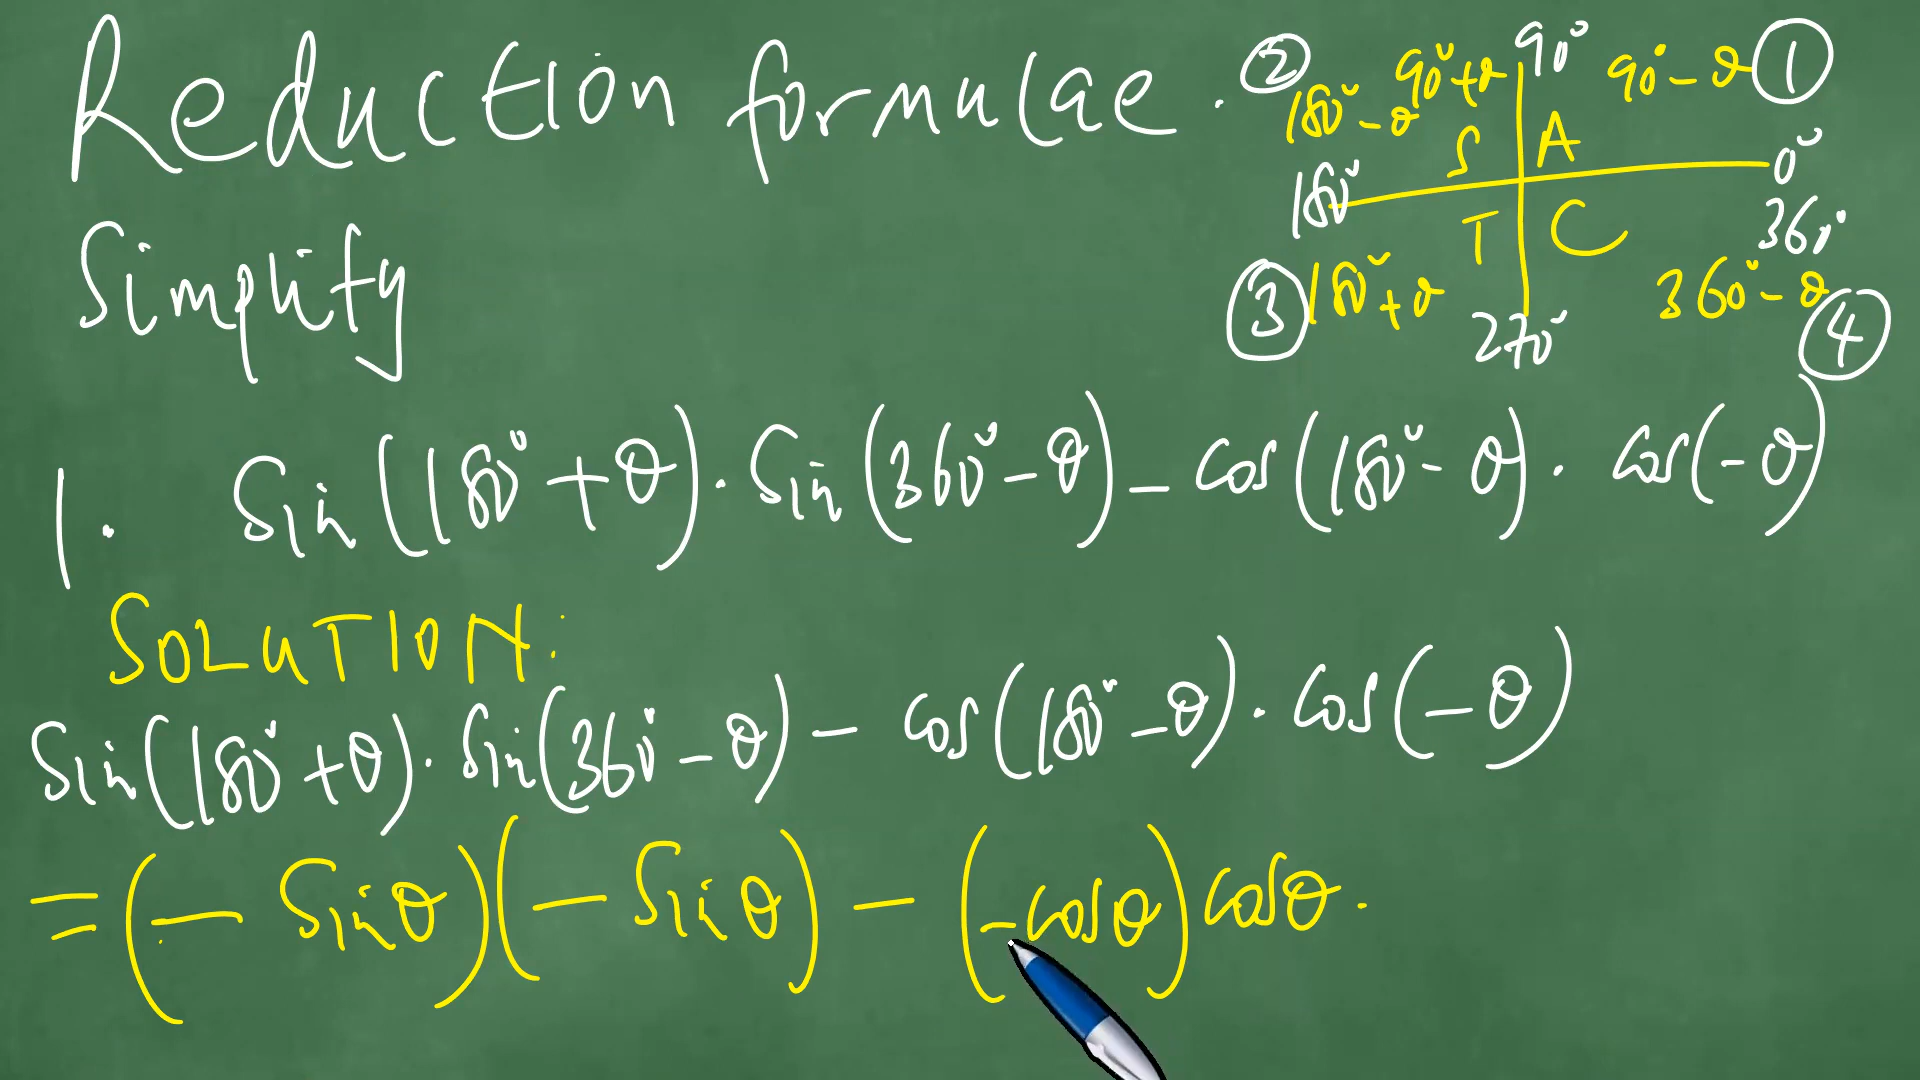 Reduction formulae.
② 90°+θ 90° 90°-θ ①
180°-θ
S A
180° 0°
T C 360°
③ 180°+θ 360°-θ ④
270°
Simplify
1. Sin(180°+θ).Sin(360°-θ)-cos(180°-θ).cos(-θ)
SOLUTION:
Sin(180°+θ).Sin(360°-θ)-cos(180°-θ).cos(-θ)
=(-Sinθ)(-Sinθ)-(-cosθ)cosθ.